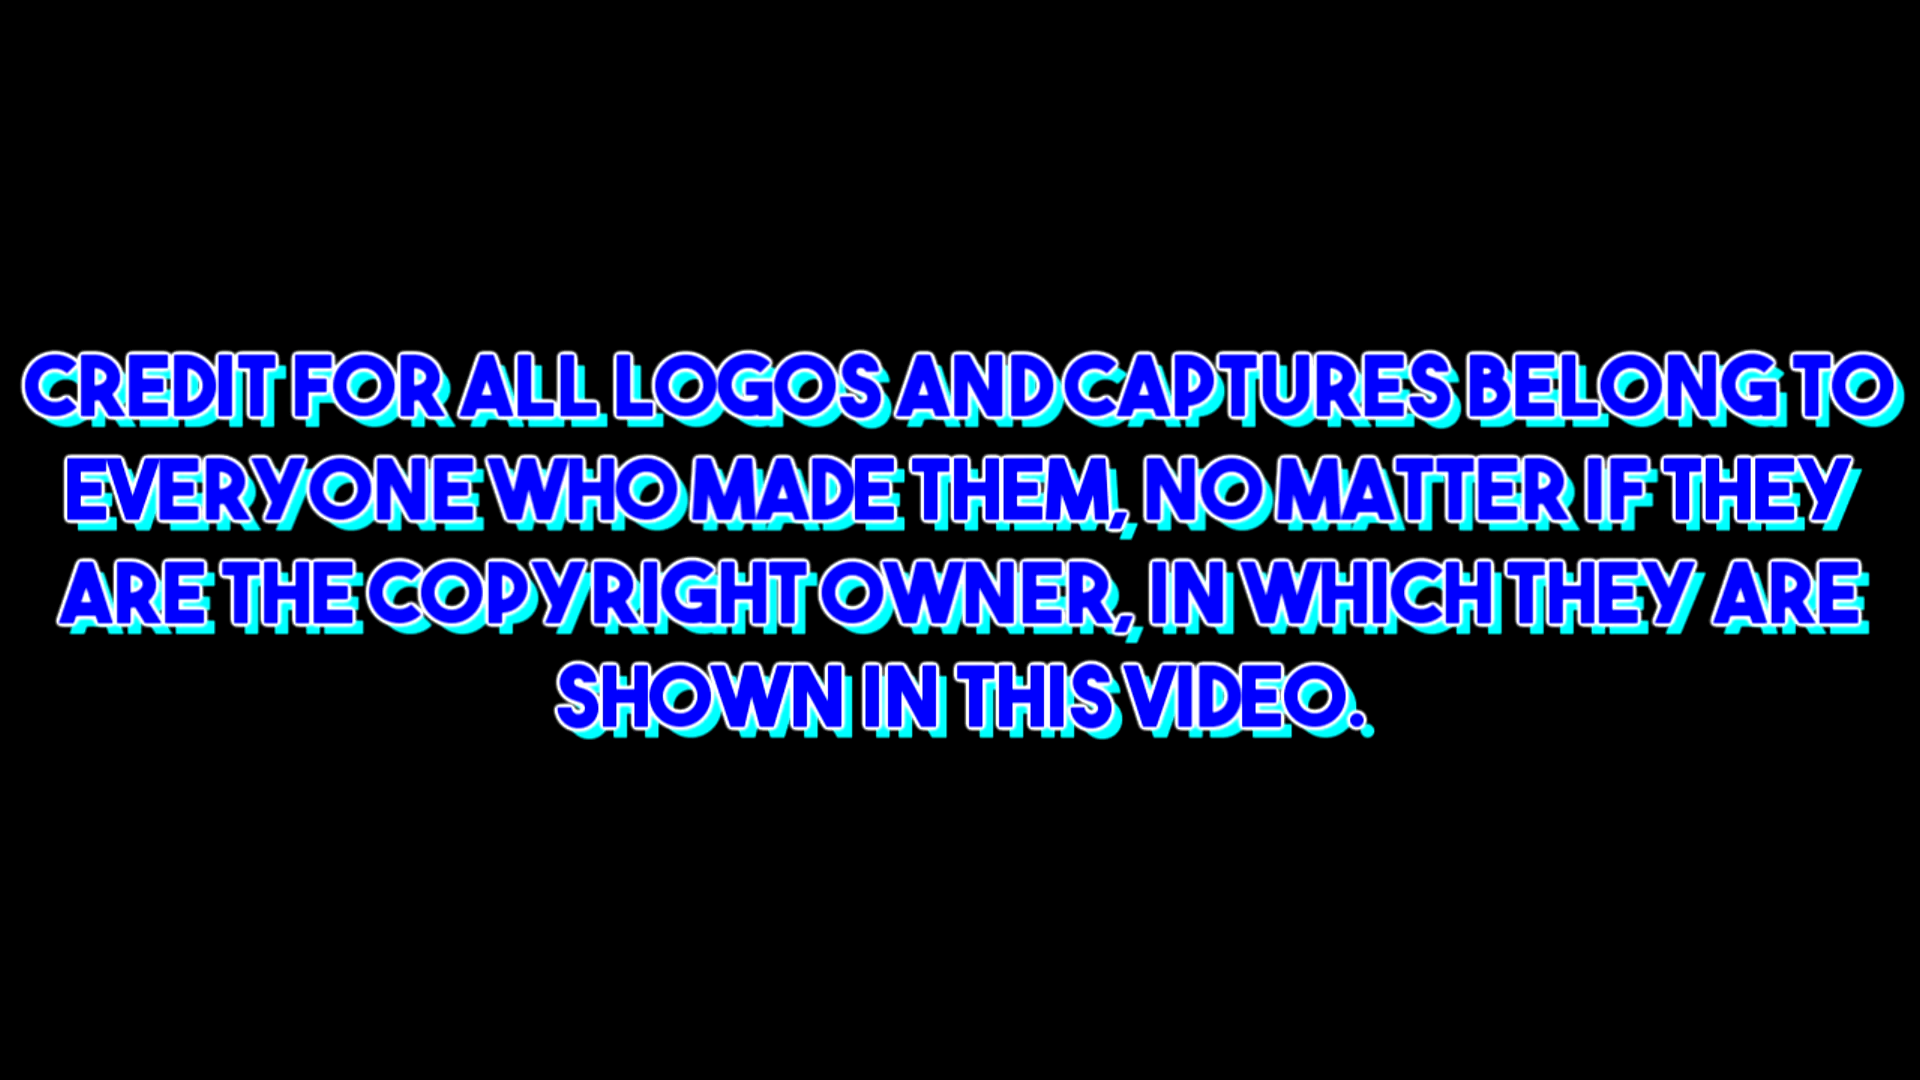 CREDIT FOR ALL LOGOS AND CAPTURES BELONG TO
EVERYONE WHO MADE THEM, NO MATTER IF THEY
ARE THE COPYRIGHT OWNER, IN WHICH THEY ARE
SHOWN IN THIS VIDEO.